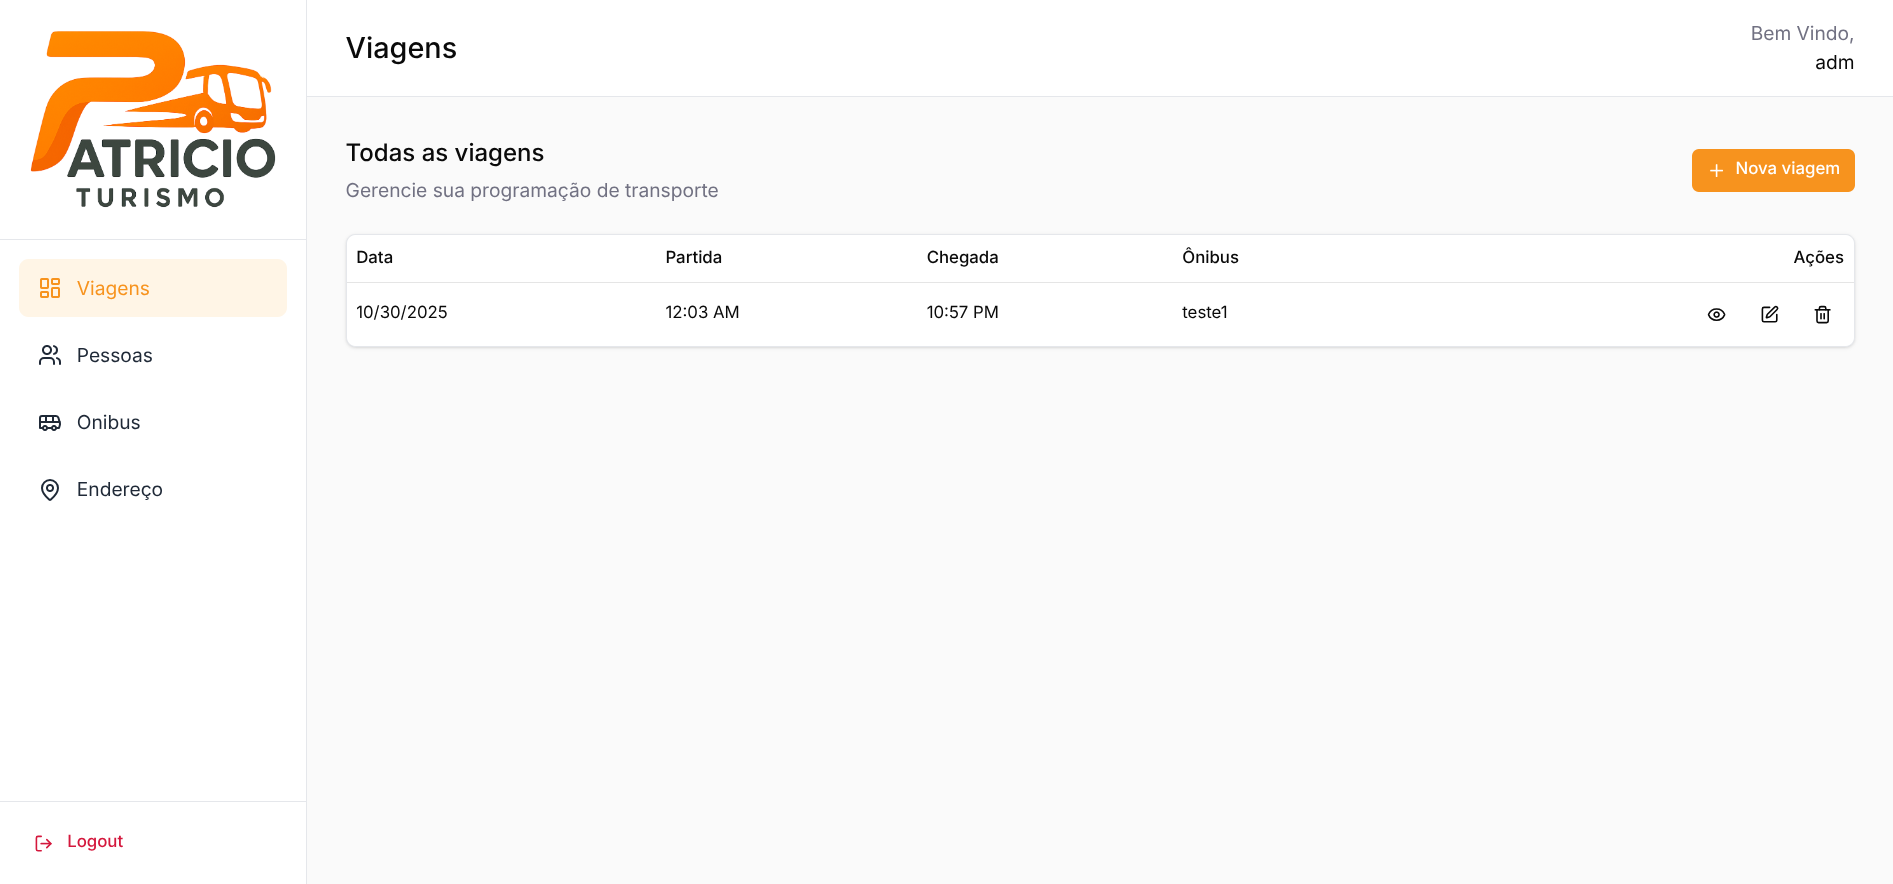 PATRICIO
TURISMO
Viagens
Pessoas
Onibus
Endereço
Logout
Viagens
Bem Vindo,
adm
Todas as viagens
Gerencie sua programação de transporte
Nova viagem
Data Partida Chegada Ônibus Ações
10/30/2025 12:03 AM 10:57 PM teste1